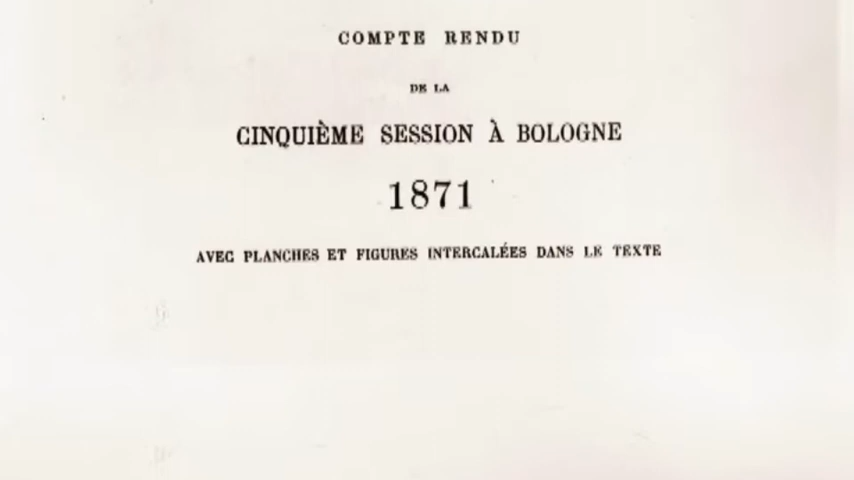 COMPTE RENDU
DE LA
CINQUIÈME SESSION À BOLOGNE
1871
AVEC PLANCHES ET FIGURES INTERCALÉES DANS LE TEXTE